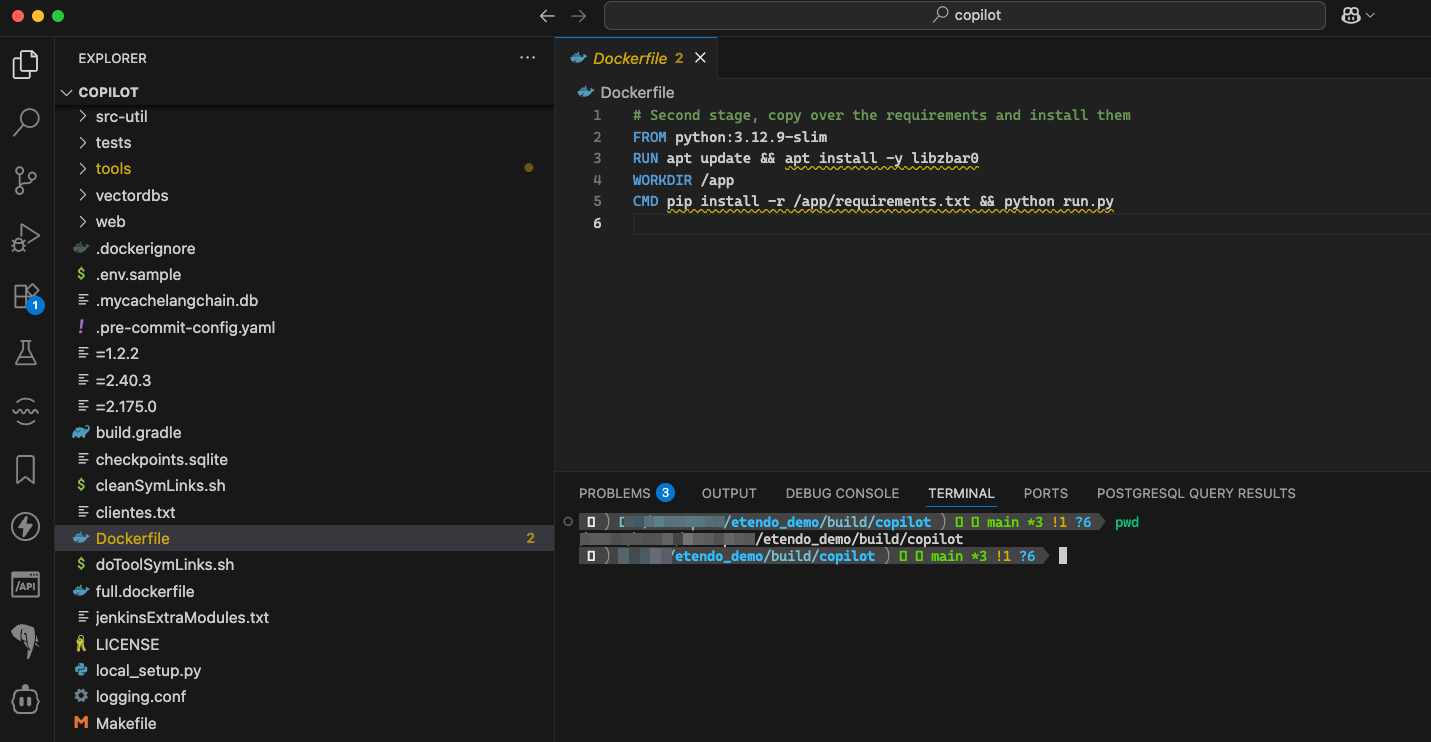 copilot
EXPLORER
COPILOT
src-util
tests
tools
vectordbs
web
.dockerignore
.env.sample
.mycachelangchain.db
.pre-commit-config.yaml
=1.2.2
=2.40.3
=2.175.0
build.gradle
checkpoints.sqlite
cleanSymLinks.sh
clientes.txt
Dockerfile 2
doToolSymLinks.sh
full.dockerfile
jenkinsExtraModules.txt
LICENSE
local_setup.py
logging.conf
Makefile
1
/API
Dockerfile 2
Dockerfile
1 # Second stage, copy over the requirements and install them
2 FROM python:3.12.9-slim
3 RUN apt update && apt install -y libzbar0
4 WORKDIR /app
5 CMD pip install -r /app/requirements.txt && python run.py
6
PROBLEMS 3 OUTPUT DEBUG CONSOLE TERMINAL PORTS POSTGRESQL QUERY RESULTS
/etendo_demo/build/copilot ) main *3 !1 ?6 pwd
/etendo_demo/build/copilot
/etendo_demo/build/copilot ) main *3 !1 ?6